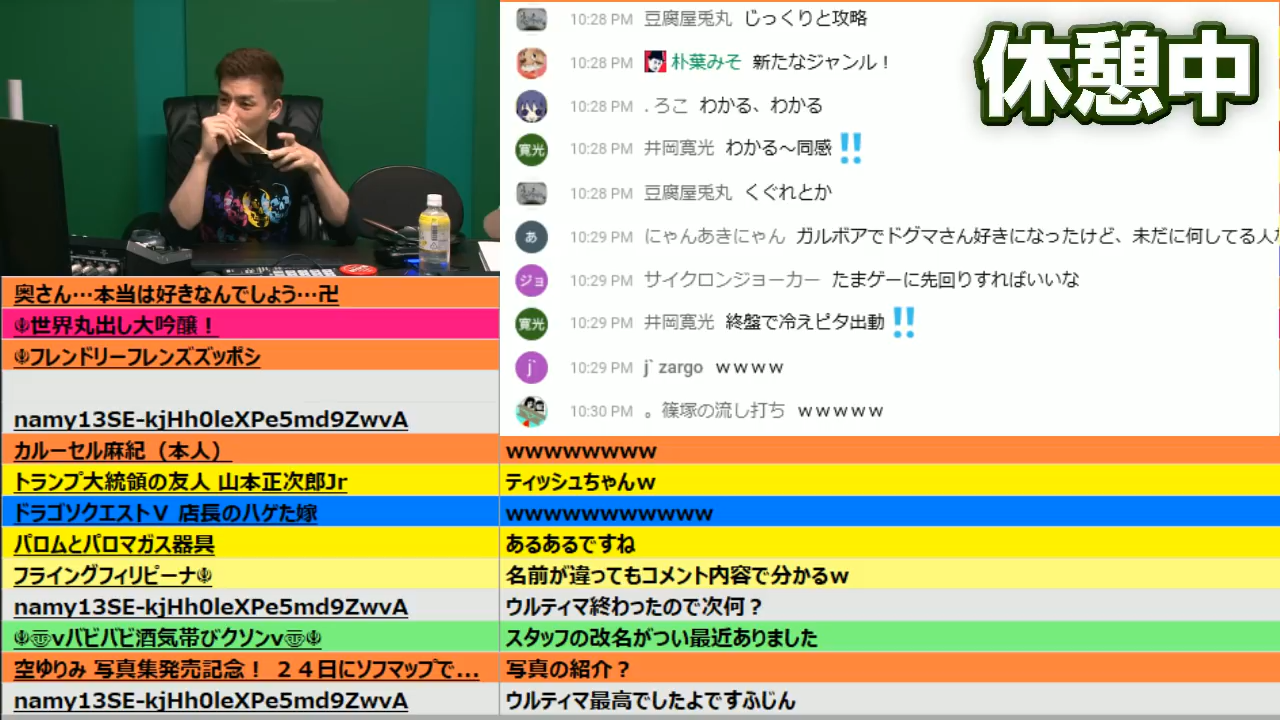 10:28 PM 豆腐屋兎丸 じっくりと攻略
休憩中
10:28 PM 朴葉みそ 新たなジャンル！
10:28 PM . ろこ わかる、わかる
寛光 10:28 PM 井岡寛光 わかる～同感‼
10:28 PM 豆腐屋兎丸 くぐれとか
あ 10:29 PM にゃんあきにゃん ガルボアでドグマさん好きになったけど、未だに何してる人
ジョ 10:29 PM サイクロンジョーカー たまゲーに先回りすればいいな
寛光 10:29 PM 井岡寛光 終盤で冷えピタ出動‼
j` 10:29 PM j` zargo ｗｗｗｗ
10:30 PM 。篠塚の流し打ち ｗｗｗｗｗ
奥さん…本当は好きなんでしょう…卍
☬世界丸出し大吟醸！
☬フレンドリーフレンズズッポシ
namy13SE-kjHh0leXPe5md9ZwvA
カルーセル麻紀（本人） wwwwwwww
トランプ大統領の友人 山本正次郎Jr ティッシュちゃんｗ
ドラゴソクエストＶ 店長のハゲた嫁 wwwwwwwwwww
パロムとパロマガス器具 あるあるですね
フライングフィリピーナ☬ 名前が違ってもコメント内容で分かるｗ
namy13SE-kjHh0leXPe5md9ZwvA ウルティマ終わったので次何？
vバビバビ酒気帯びクソンv スタッフの改名がつい最近ありました
空ゆりみ 写真集発売記念！ ２４日にソフマップで… 写真の紹介？
namy13SE-kjHh0leXPe5md9ZwvA ウルティマ最高でしたよですふじん